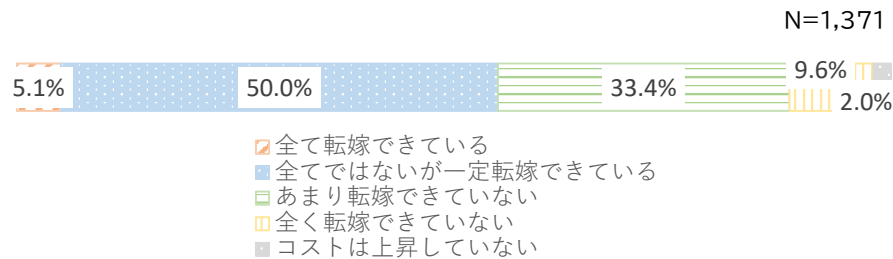 N=1,371
5.1% 50.0% 33.4% 9.6% 2.0%
全て転嫁できている
全てではないが一定転嫁できている
あまり転嫁できていない
全く転嫁できていない
コストは上昇していない